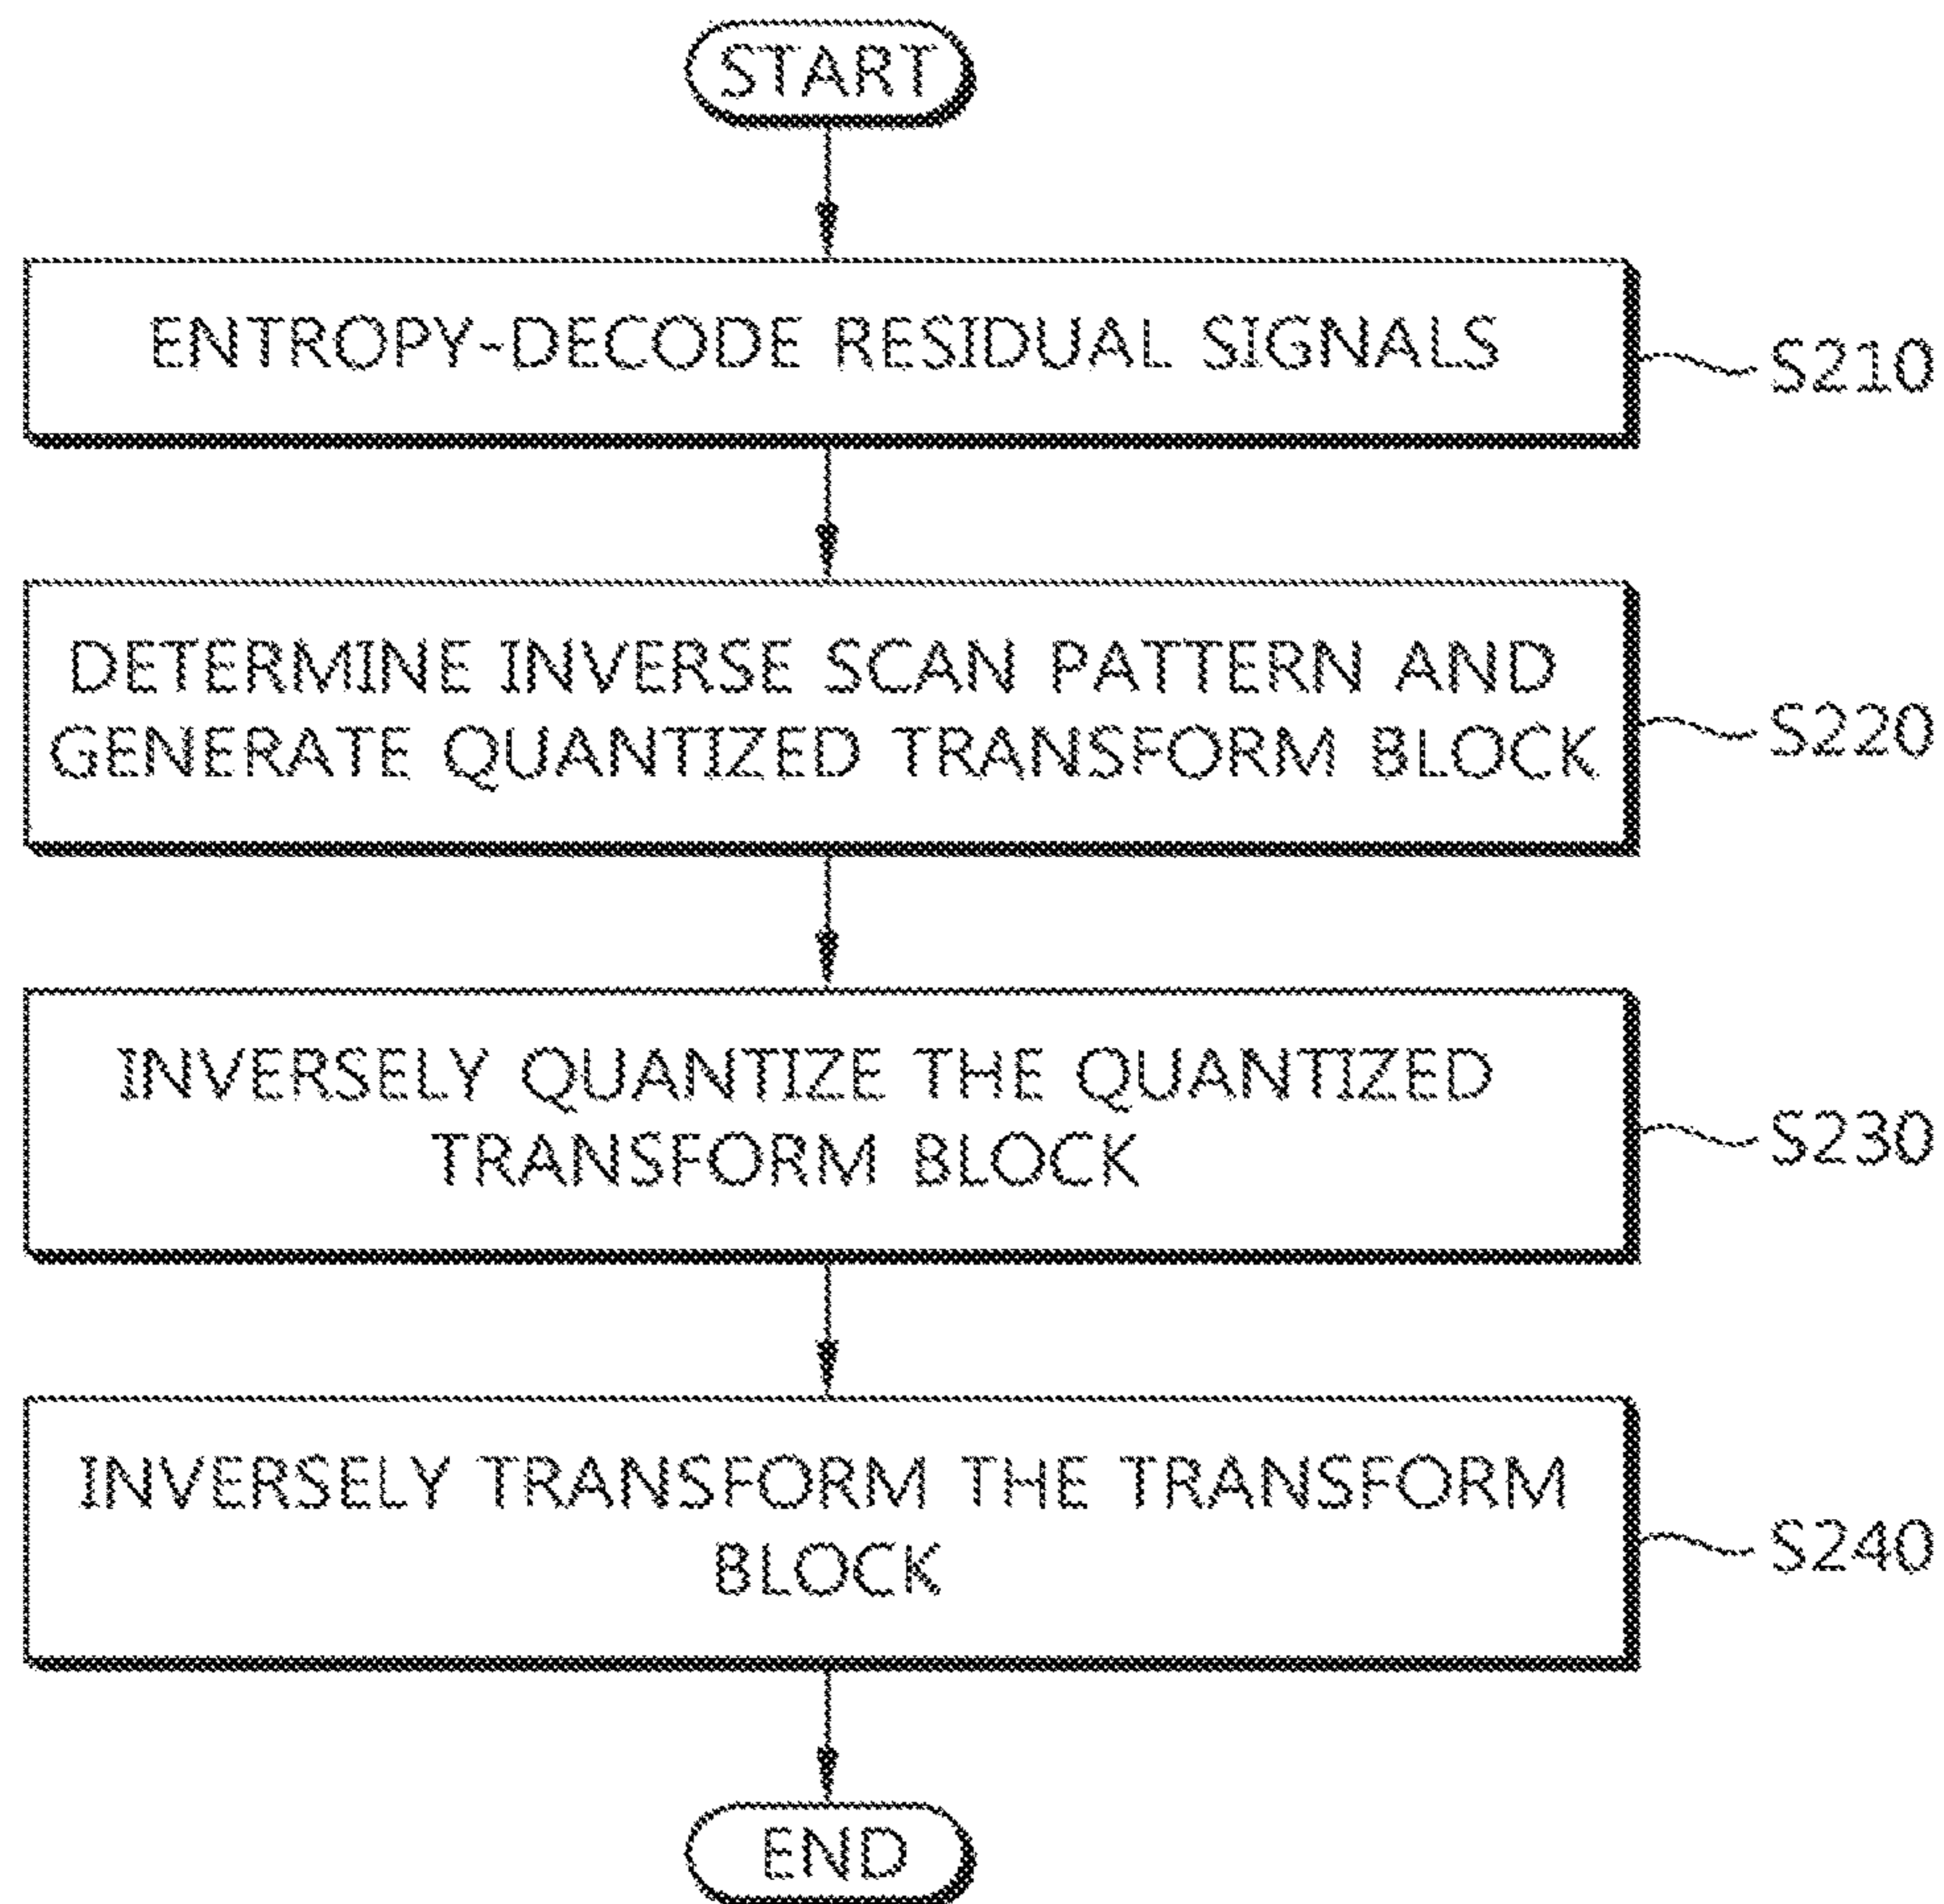 START
ENTROPY-DECODE RESIDUAL SIGNALS
S210
DETERMINE INVERSE SCAN PATTERN AND
GENERATE QUANTIZED TRANSFORM BLOCK
S220
INVERSELY QUANTIZE THE QUANTIZED
TRANSFORM BLOCK
S230
INVERSELY TRANSFORM THE TRANSFORM
BLOCK
S240
END